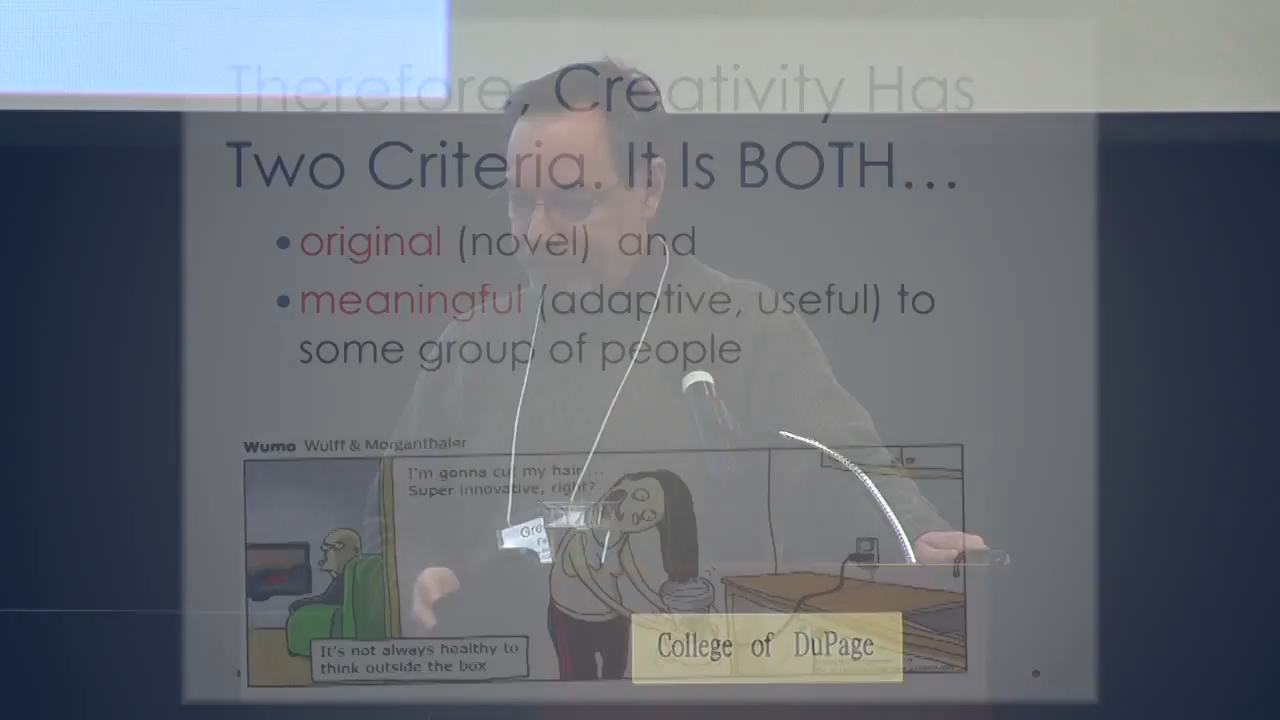 Therefore, Creativity Has
Two Criteria. It Is BOTH...
• original (novel) and
• meaningful (adaptive, useful) to
some group of people
Wumo Wulff & Morganthaler
I'm gonna cut my hair...
Super innovative, right?
Gre
It's not always healthy to
think outside the box
College of DuPage